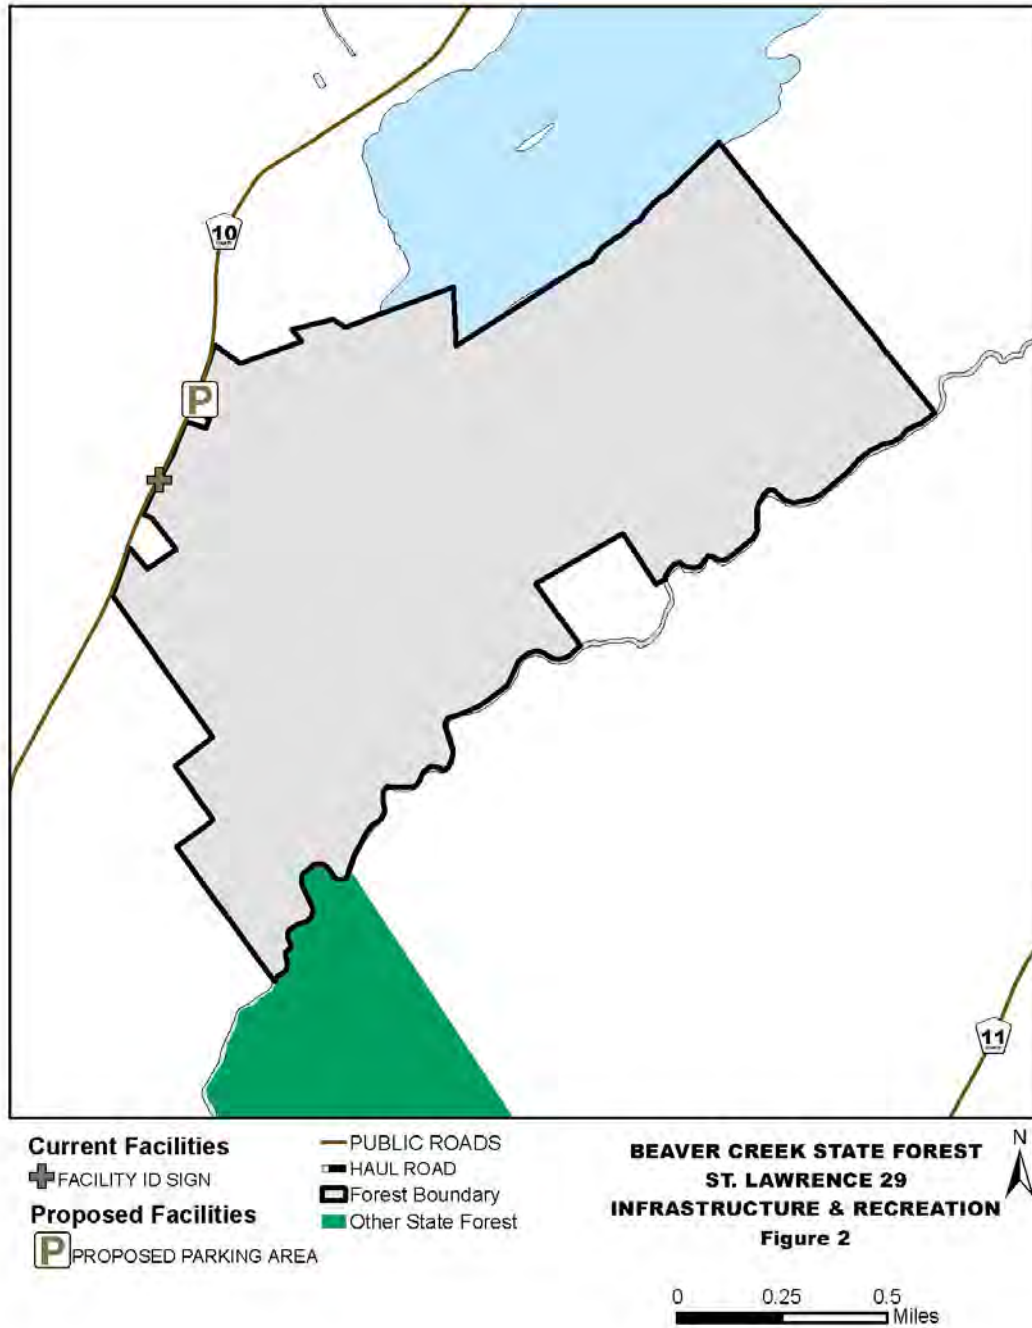 10
P
11
Current Facilities
FACILITY ID SIGN
Proposed Facilities
P PROPOSED PARKING AREA
PUBLIC ROADS
HAUL ROAD
Forest Boundary
Other State Forest
BEAVER CREEK STATE FOREST
ST. LAWRENCE 29
INFRASTRUCTURE & RECREATION
Figure 2
N
0 0.25 0.5
Miles